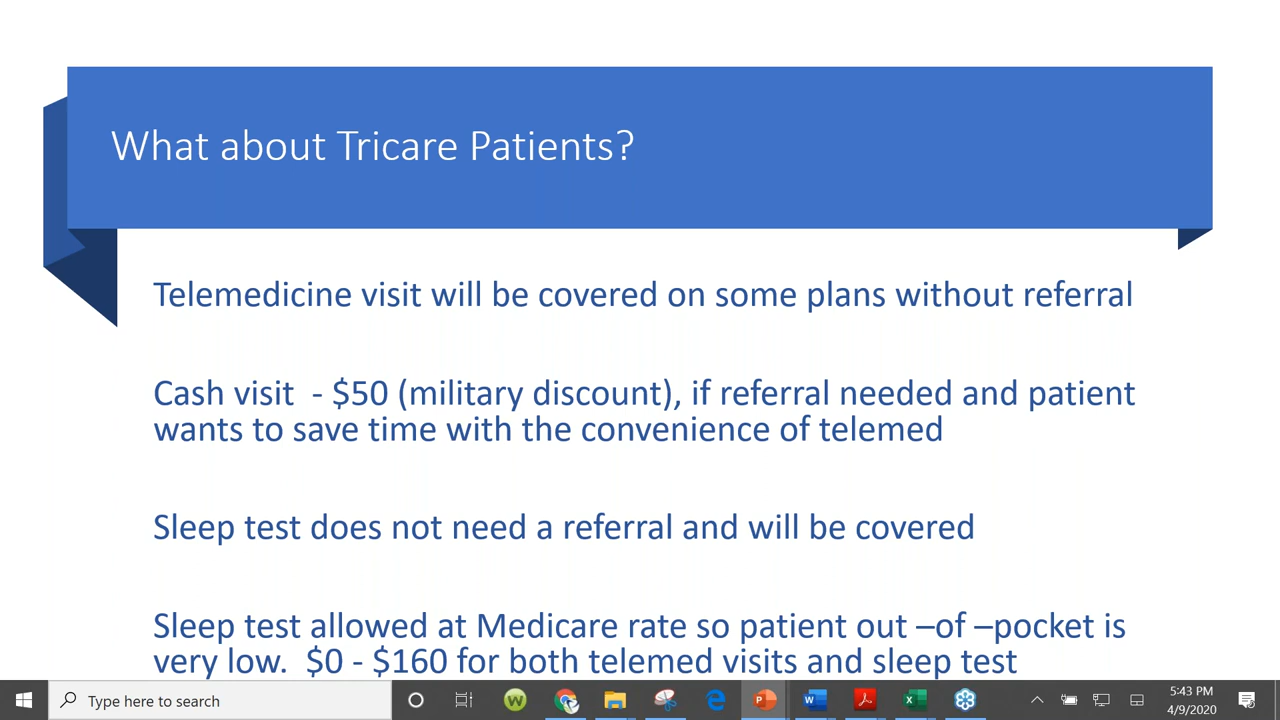 What about Tricare Patients?
Telemedicine visit will be covered on some plans without referral
Cash visit  - $50 (military discount), if referral needed and patient
wants to save time with the convenience of telemed
Sleep test does not need a referral and will be covered
Sleep test allowed at Medicare rate so patient out –of –pocket is
very low.  $0 - $160 for both telemed visits and sleep test
Type here to search
5:43 PM
4/9/2020